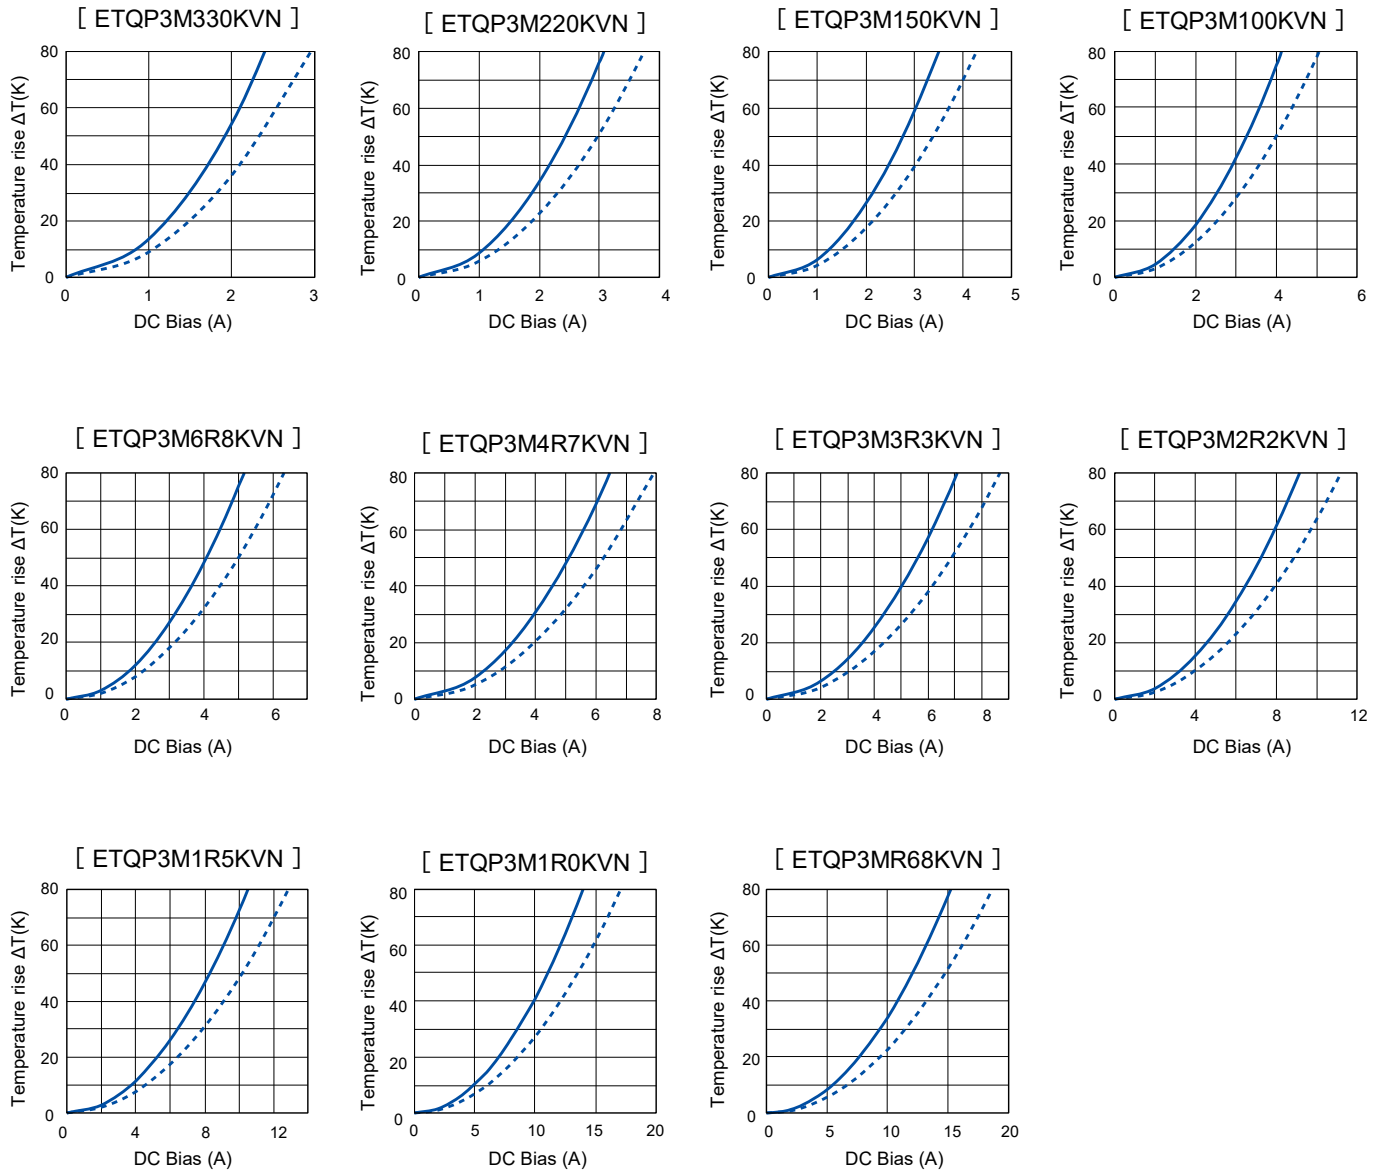 [ ETQP3M330KVN ]
80
60
40
20
0
0 1 2 3
Temperature rise ΔT(K)
DC Bias (A)
[ ETQP3M220KVN ]
80
60
40
20
0
0 1 2 3 4
Temperature rise ΔT(K)
DC Bias (A)
[ ETQP3M150KVN ]
80
60
40
20
0
0 1 2 3 4 5
Temperature rise ΔT(K)
DC Bias (A)
[ ETQP3M100KVN ]
80
60
40
20
0
0 2 4 6
Temperature rise ΔT(K)
DC Bias (A)
[ ETQP3M6R8KVN ]
80
60
40
20
0
0 2 4 6
Temperature rise ΔT(K)
DC Bias (A)
[ ETQP3M4R7KVN ]
80
60
40
20
0
0 2 4 6 8
Temperature rise ΔT(K)
DC Bias (A)
[ ETQP3M3R3KVN ]
80
60
40
20
0
0 2 4 6 8
Temperature rise ΔT(K)
DC Bias (A)
[ ETQP3M2R2KVN ]
80
60
40
20
0
0 4 8 12
Temperature rise ΔT(K)
DC Bias (A)
[ ETQP3M1R5KVN ]
80
60
40
20
0
0 4 8 12
Temperature rise ΔT(K)
DC Bias (A)
[ ETQP3M1R0KVN ]
80
60
40
20
0
0 5 10 15 20
Temperature rise ΔT(K)
DC Bias (A)
[ ETQP3MR68KVN ]
80
60
40
20
0
0 5 10 15 20
Temperature rise ΔT(K)
DC Bias (A)